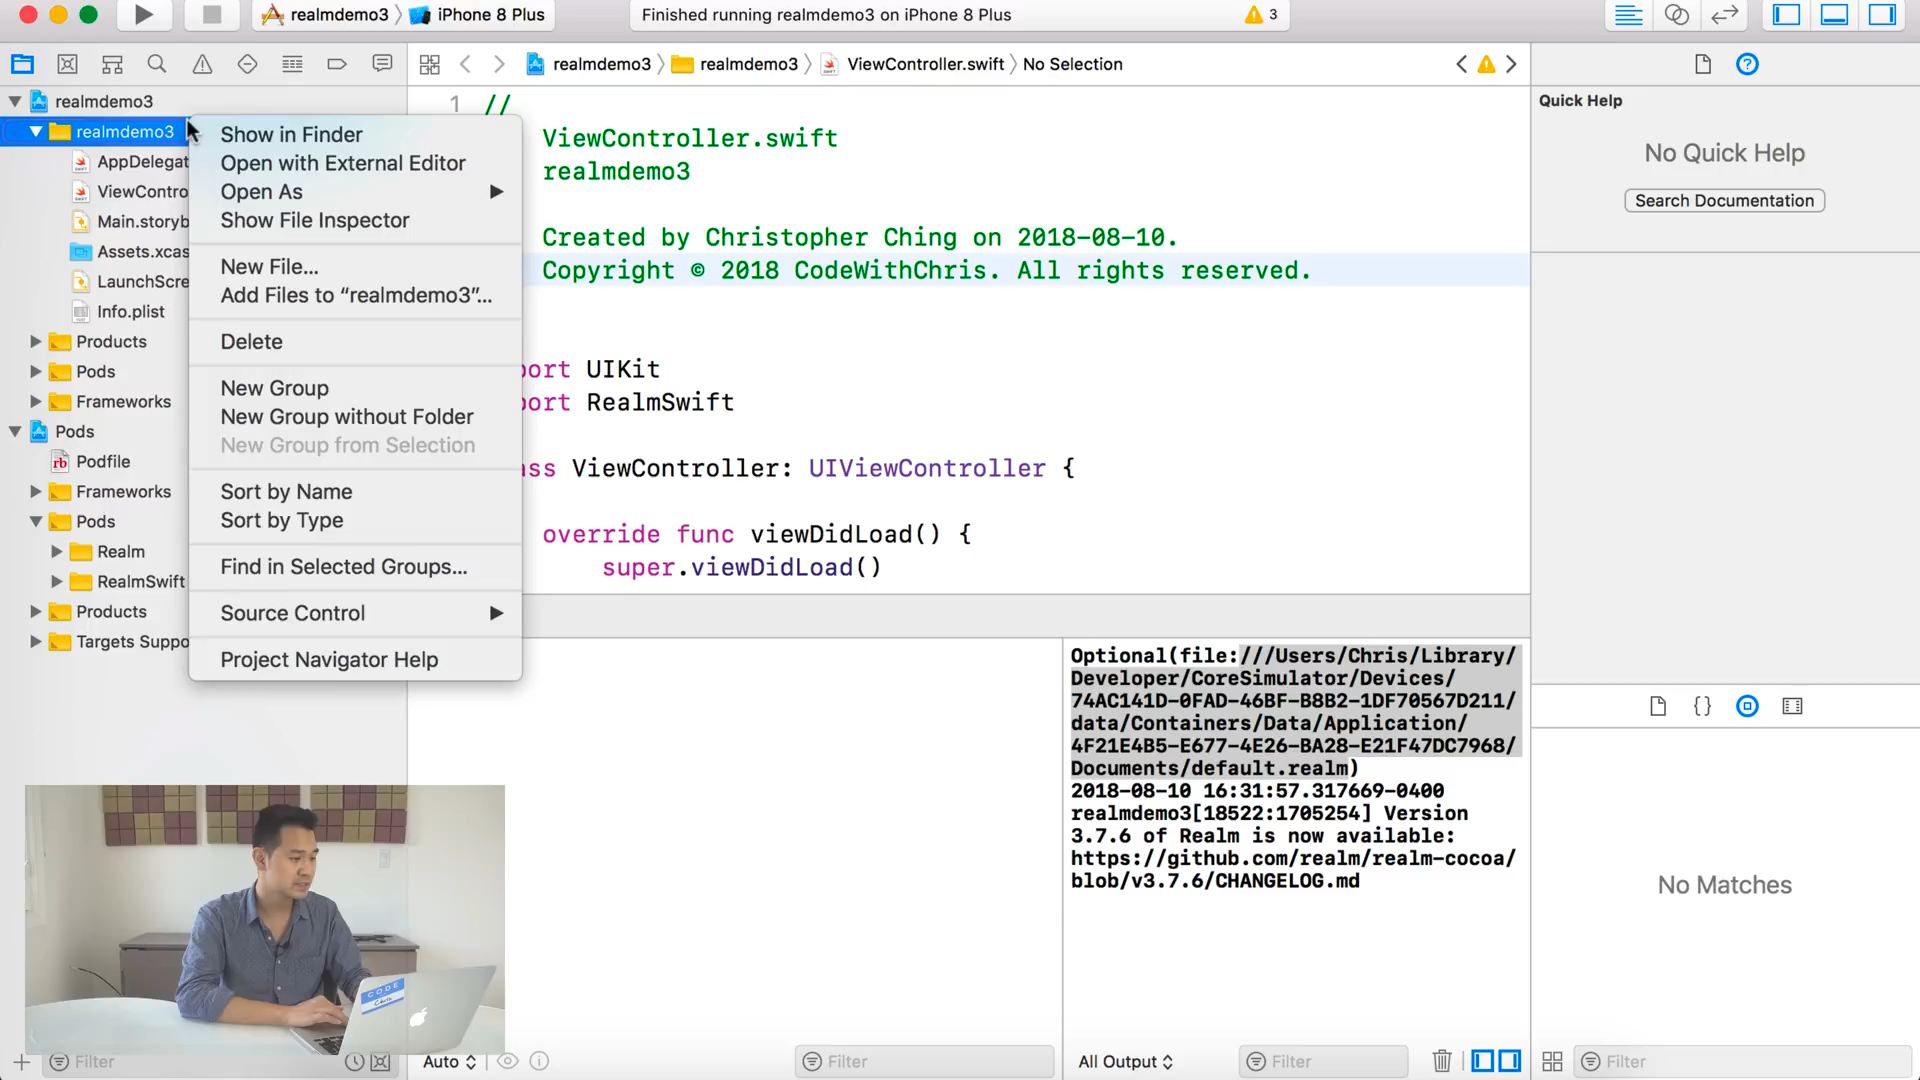 realmdemo3 iPhone 8 Plus
Finished running realmdemo3 on iPhone 8 Plus
3
realmdemo3 realmdemo3 ViewController.swift No Selection
realmdemo3
realmdemo3
AppDelegat
ViewContro
Main.storyb
Assets.xcas
LaunchScre
Info.plist
Products
Pods
Frameworks
Pods
rb Podfile
Frameworks
Pods
Realm
RealmSwift
Products
Targets Suppo
Show in Finder
Open with External Editor
Open As
Show File Inspector
New File...
Add Files to “realmdemo3”...
Delete
New Group
New Group without Folder
New Group from Selection
Sort by Name
Sort by Type
Find in Selected Groups...
Source Control
Project Navigator Help
1 //
ViewController.swift
realmdemo3
Created by Christopher Ching on 2018-08-10.
Copyright © 2018 CodeWithChris. All rights reserved.
port UIKit
port RealmSwift
ass ViewController: UIViewController {
override func viewDidLoad() {
super.viewDidLoad()
Optional(file:///Users/Chris/Library/
Developer/CoreSimulator/Devices/
74AC141D-0FAD-46BF-B8B2-1DF70567D211/
data/Containers/Data/Application/
4F21E4B5-E677-4E26-BA28-E21F47DC7968/
Documents/default.realm)
2018-08-10 16:31:57.317669-0400
realmdemo3[18522:1705254] Version
3.7.6 of Realm is now available:
https://github.com/realm/realm-cocoa/
blob/v3.7.6/CHANGELOG.md
Quick Help
No Quick Help
Search Documentation
{}
No Matches
CODE
Chris
Filter
Auto
Filter
All Output
Filter
Filter